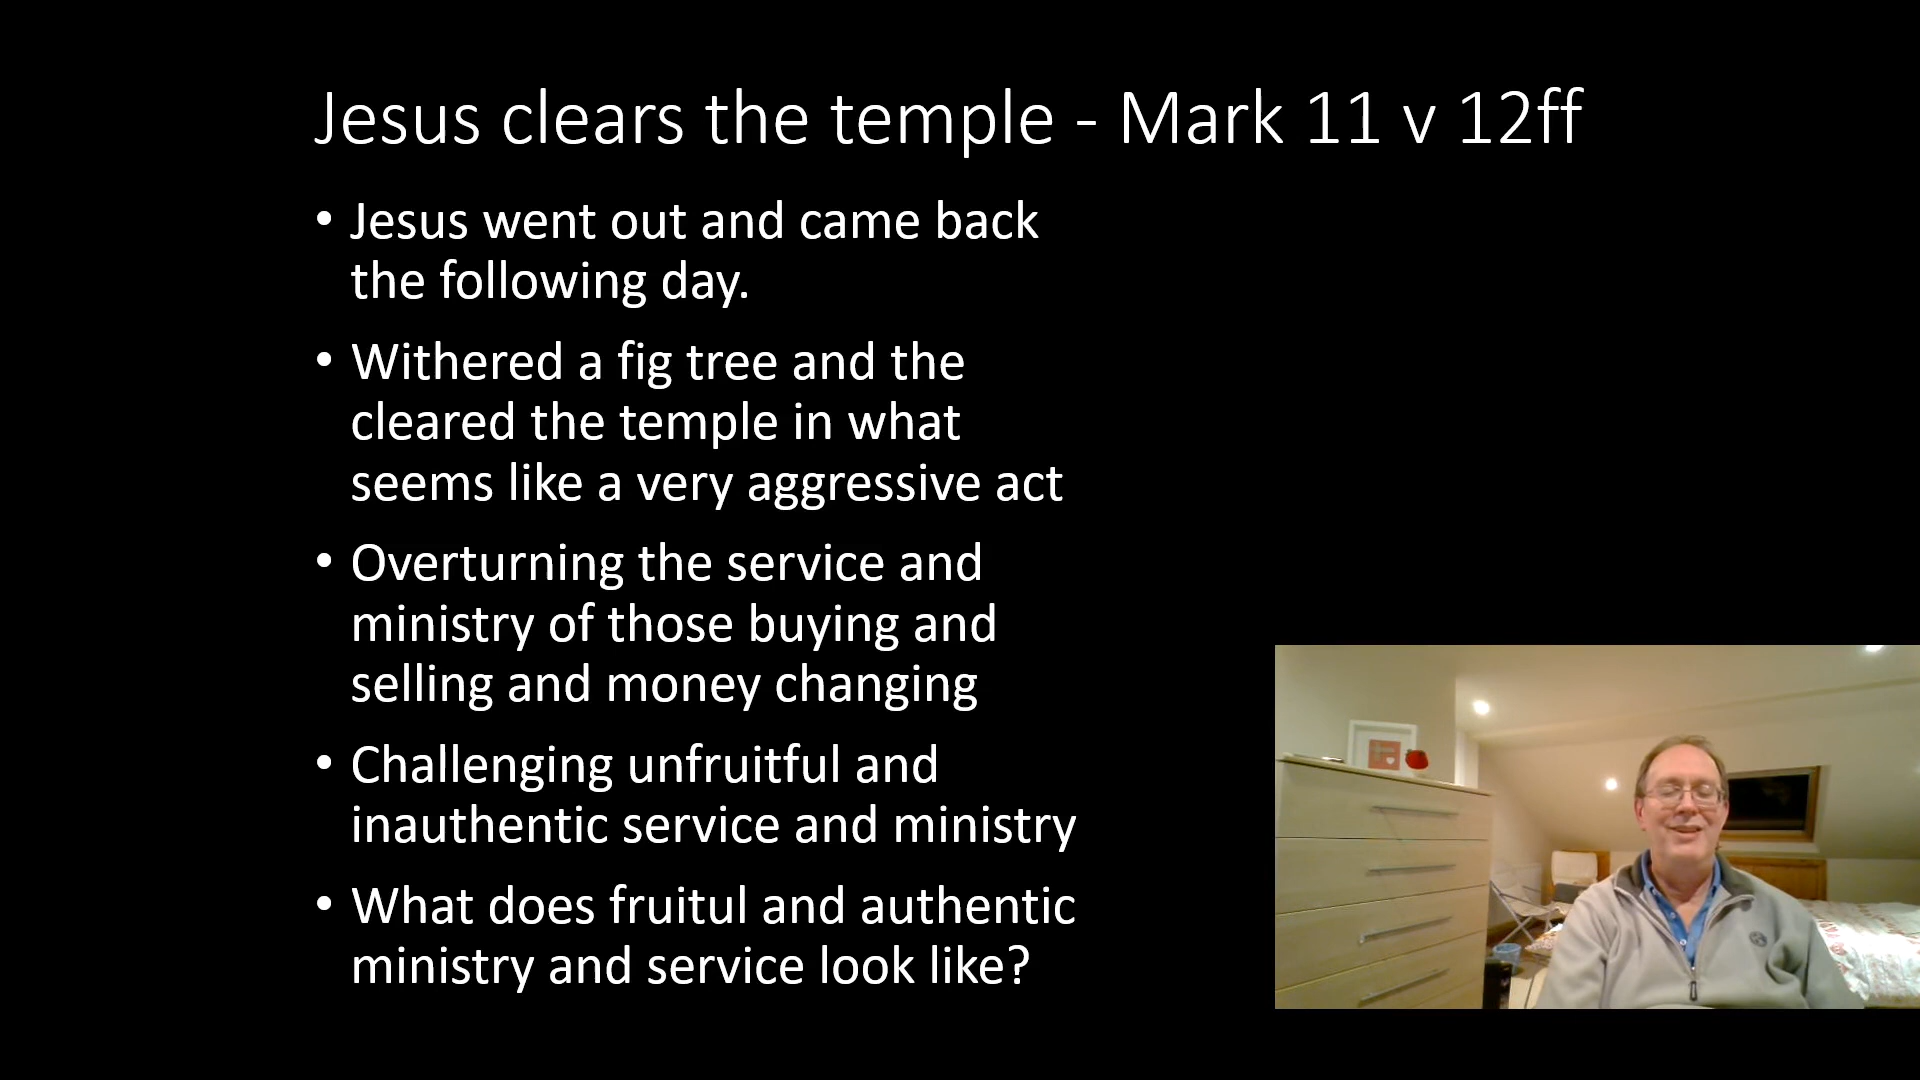 Jesus clears the temple - Mark 11 v 12ff
• Jesus went out and came back
the following day.
• Withered a fig tree and the
cleared the temple in what
seems like a very aggressive act
• Overturning the service and
ministry of those buying and
selling and money changing
• Challenging unfruitful and
inauthentic service and ministry
• What does fruitul and authentic
ministry and service look like?